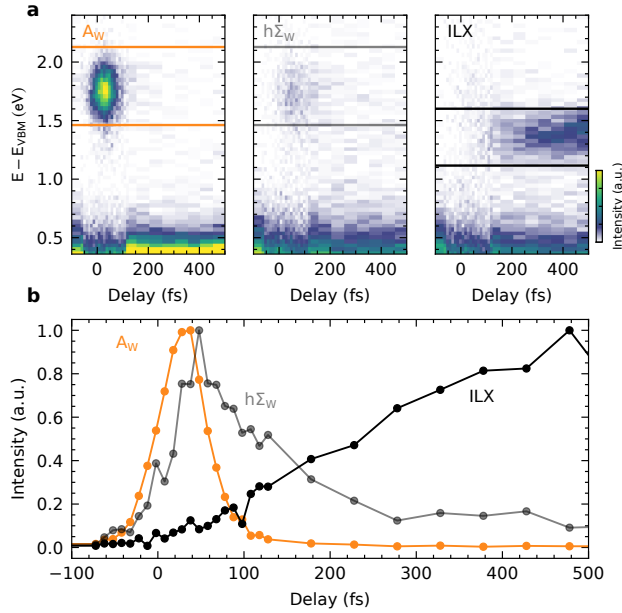 a
A_W
hΣ_W
ILX
E − E_VBM (eV)
2.0
1.5
1.0
0.5
0 200 400
0 200 400
0 200 400
Delay (fs)
Delay (fs)
Delay (fs)
Intensity (a.u.)
b
A_W
hΣ_W
ILX
Intensity (a.u.)
1.0
0.8
0.6
0.4
0.2
0.0
−100 0 100 200 300 400 500
Delay (fs)